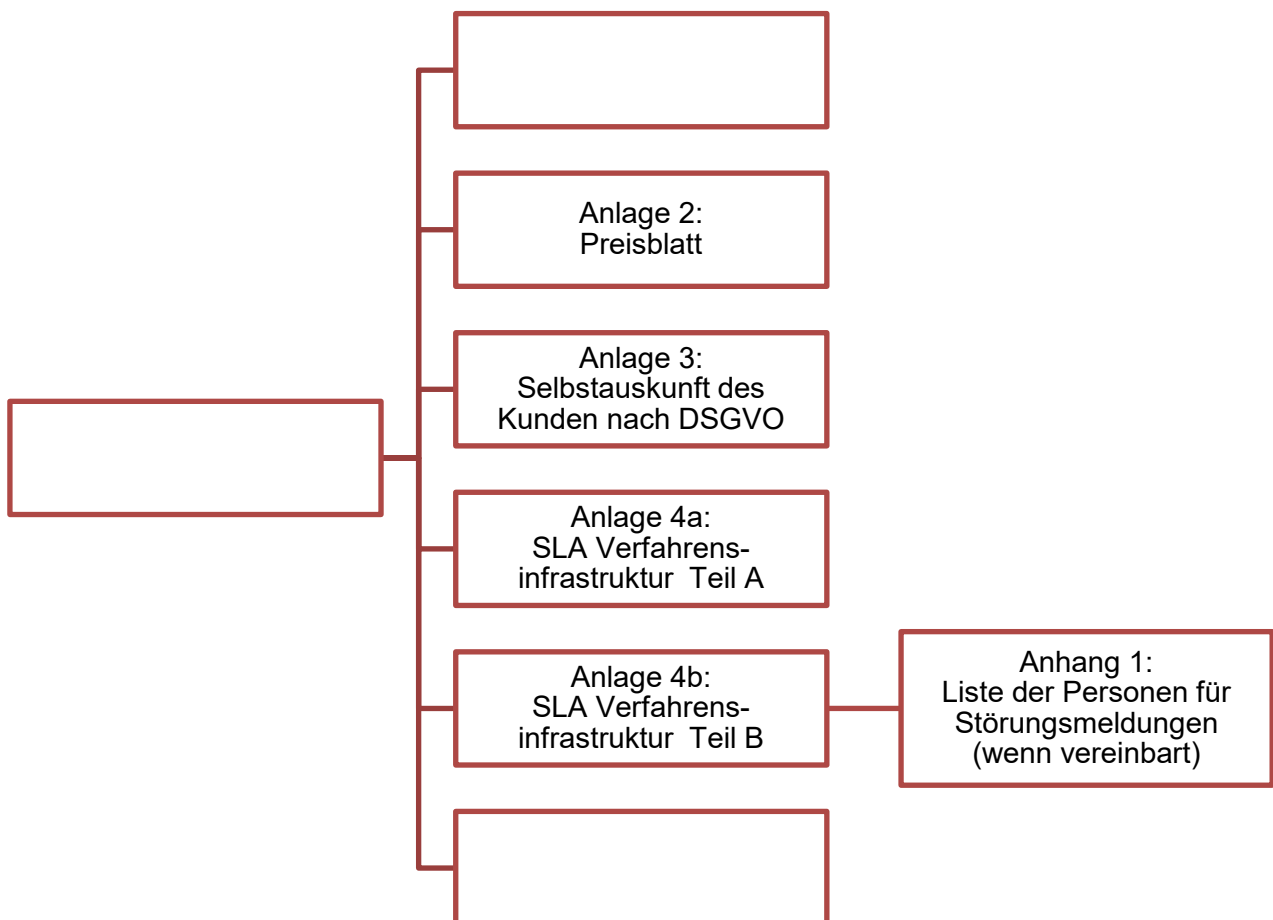 Anlage 2:
Preisblatt
Anlage 3:
Selbstauskunft des
Kunden nach DSGVO
Anlage 4a:
SLA Verfahrens-
infrastruktur  Teil A
Anlage 4b:
SLA Verfahrens-
infrastruktur  Teil B
Anhang 1:
Liste der Personen für
Störungsmeldungen
(wenn vereinbart)